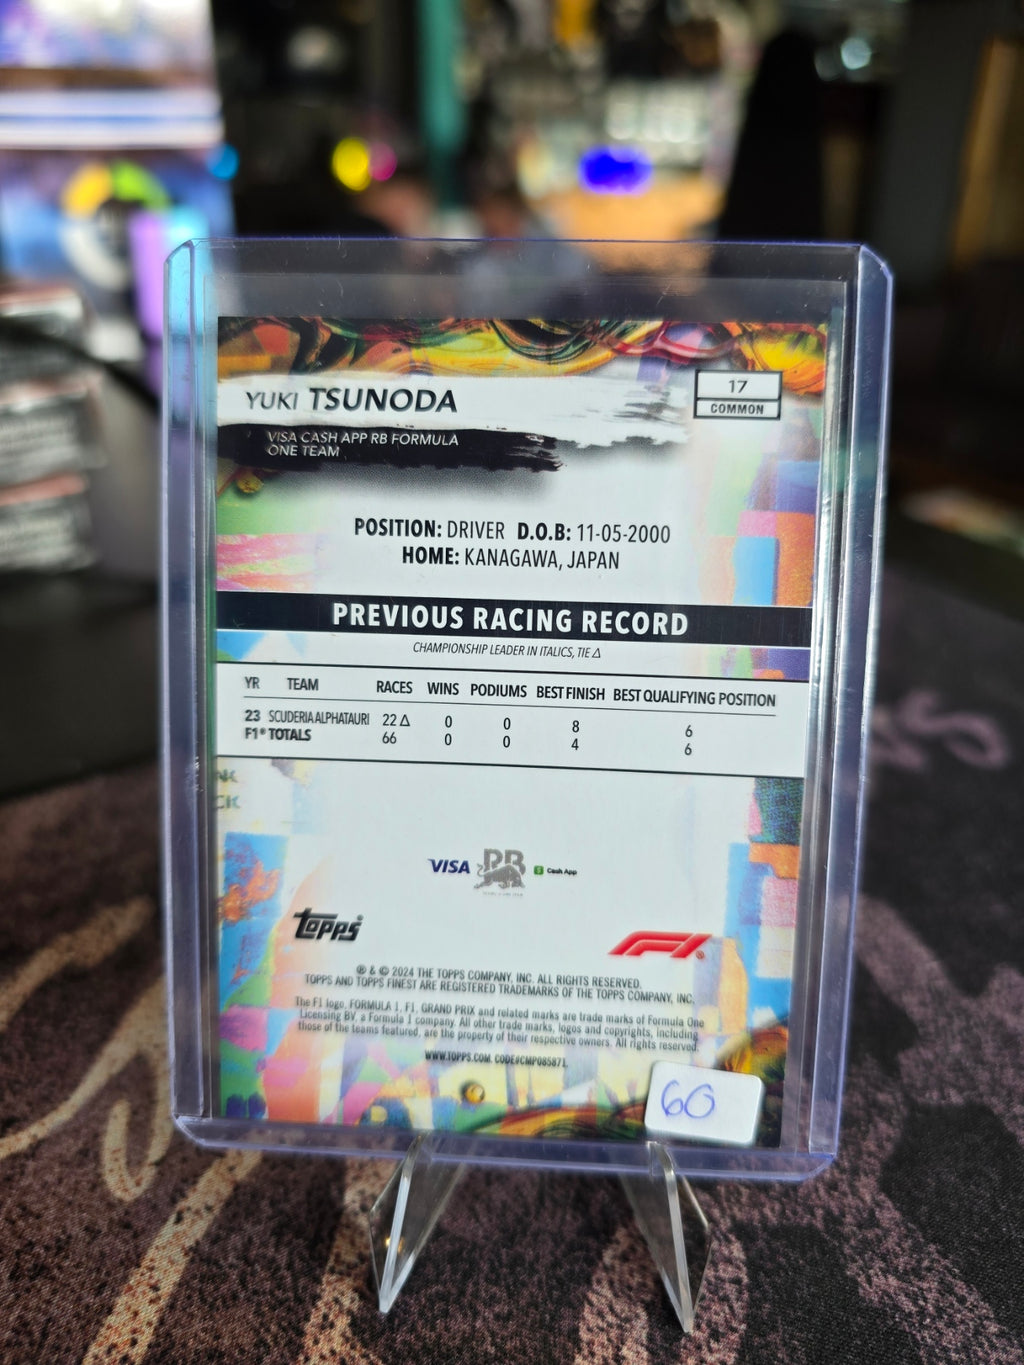 YUKI TSUNODA
17
COMMON
VISA CASH APP RB FORMULA
ONE TEAM
POSITION: DRIVER D.O.B: 11-05-2000
HOME: KANAGAWA, JAPAN
PREVIOUS RACING RECORD
CHAMPIONSHIP LEADER IN ITALICS, TIE Δ
YR TEAM RACES WINS PODIUMS BEST FINISH BEST QUALIFYING POSITION
23 SCUDERIA ALPHATAURI 22 Δ 0 0 8 6
F1® TOTALS 66 0 0 4 6
VISA RB Cash App
Topps F1
® & © 2024 THE TOPPS COMPANY, INC. ALL RIGHTS RESERVED.
TOPPS AND TOPPS FINEST ARE REGISTERED TRADEMARKS OF THE TOPPS COMPANY, INC.
The F1 logo, FORMULA 1, F1, GRAND PRIX and related marks are trade marks of Formula One
Licensing BV, a Formula 1 company. All other trade marks, logos and copyrights, including
those of the teams featured, are the property of their respective owners. All rights reserved.
WWW.TOPPS.COM. CODE#CMP085871.
60